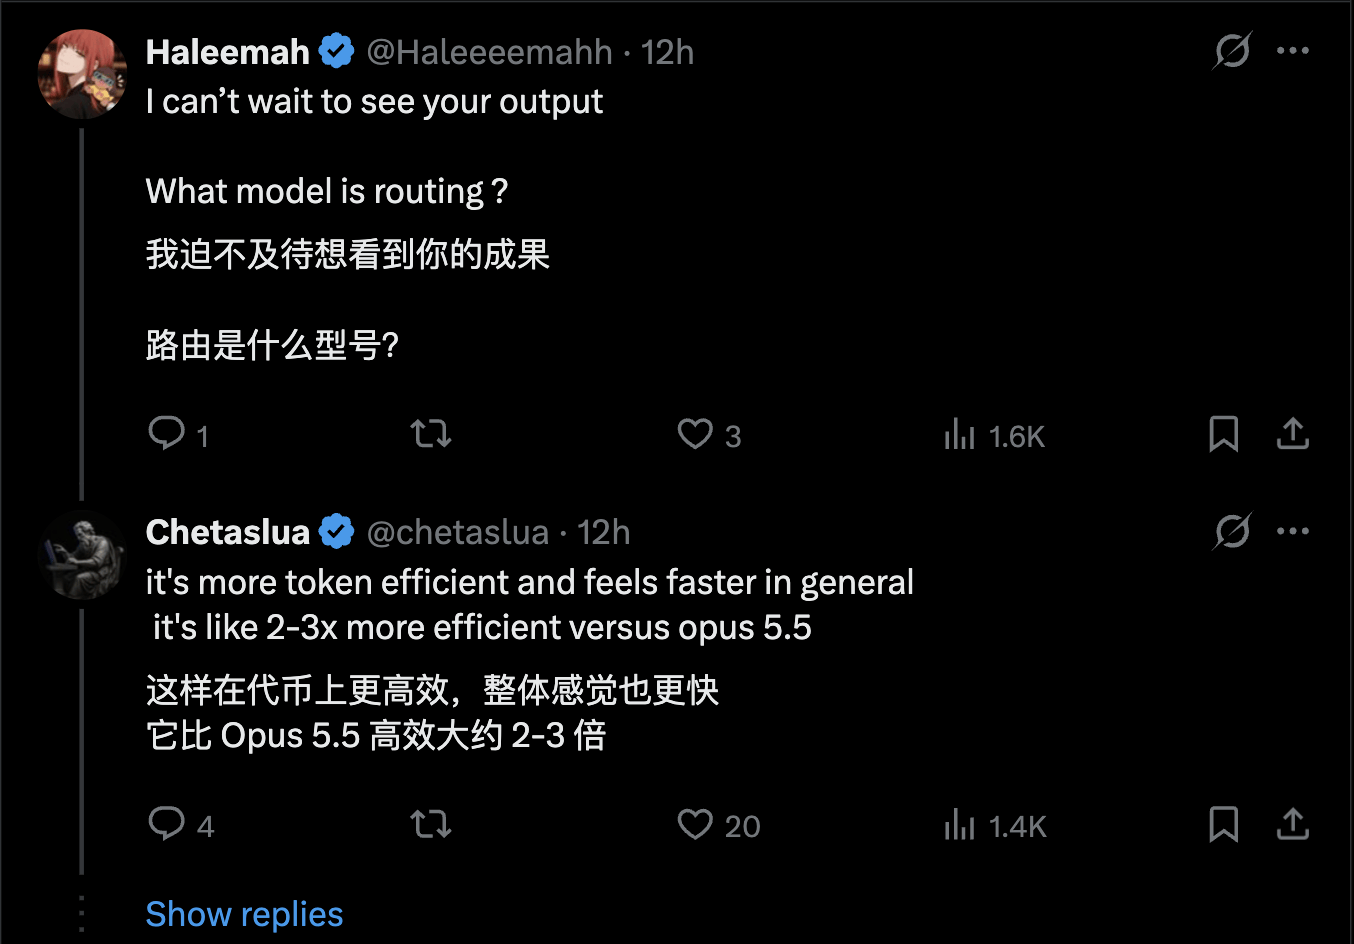 Haleemah @Haleeeemahh · 12h
I can’t wait to see your output
What model is routing ?
我迫不及待想看到你的成果
路由是什么型号?
1 3 1.6K
Chetaslua @chetaslua · 12h
it's more token efficient and feels faster in general
it's like 2-3x more efficient versus opus 5.5
这样在代币上更高效，整体感觉也更快
它比 Opus 5.5 高效大约 2-3 倍
4 20 1.4K
Show replies